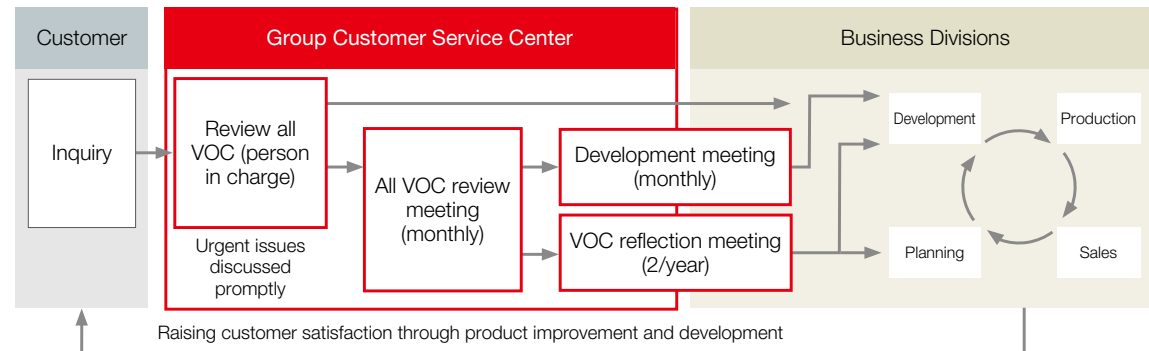 Customer
Group Customer Service Center
Business Divisions
Inquiry
Review all
VOC (person
in charge)
Urgent issues
discussed
promptly
All VOC review
meeting
(monthly)
Development meeting
(monthly)
VOC reflection meeting
(2/year)
Development
Production
Planning
Sales
Raising customer satisfaction through product improvement and development